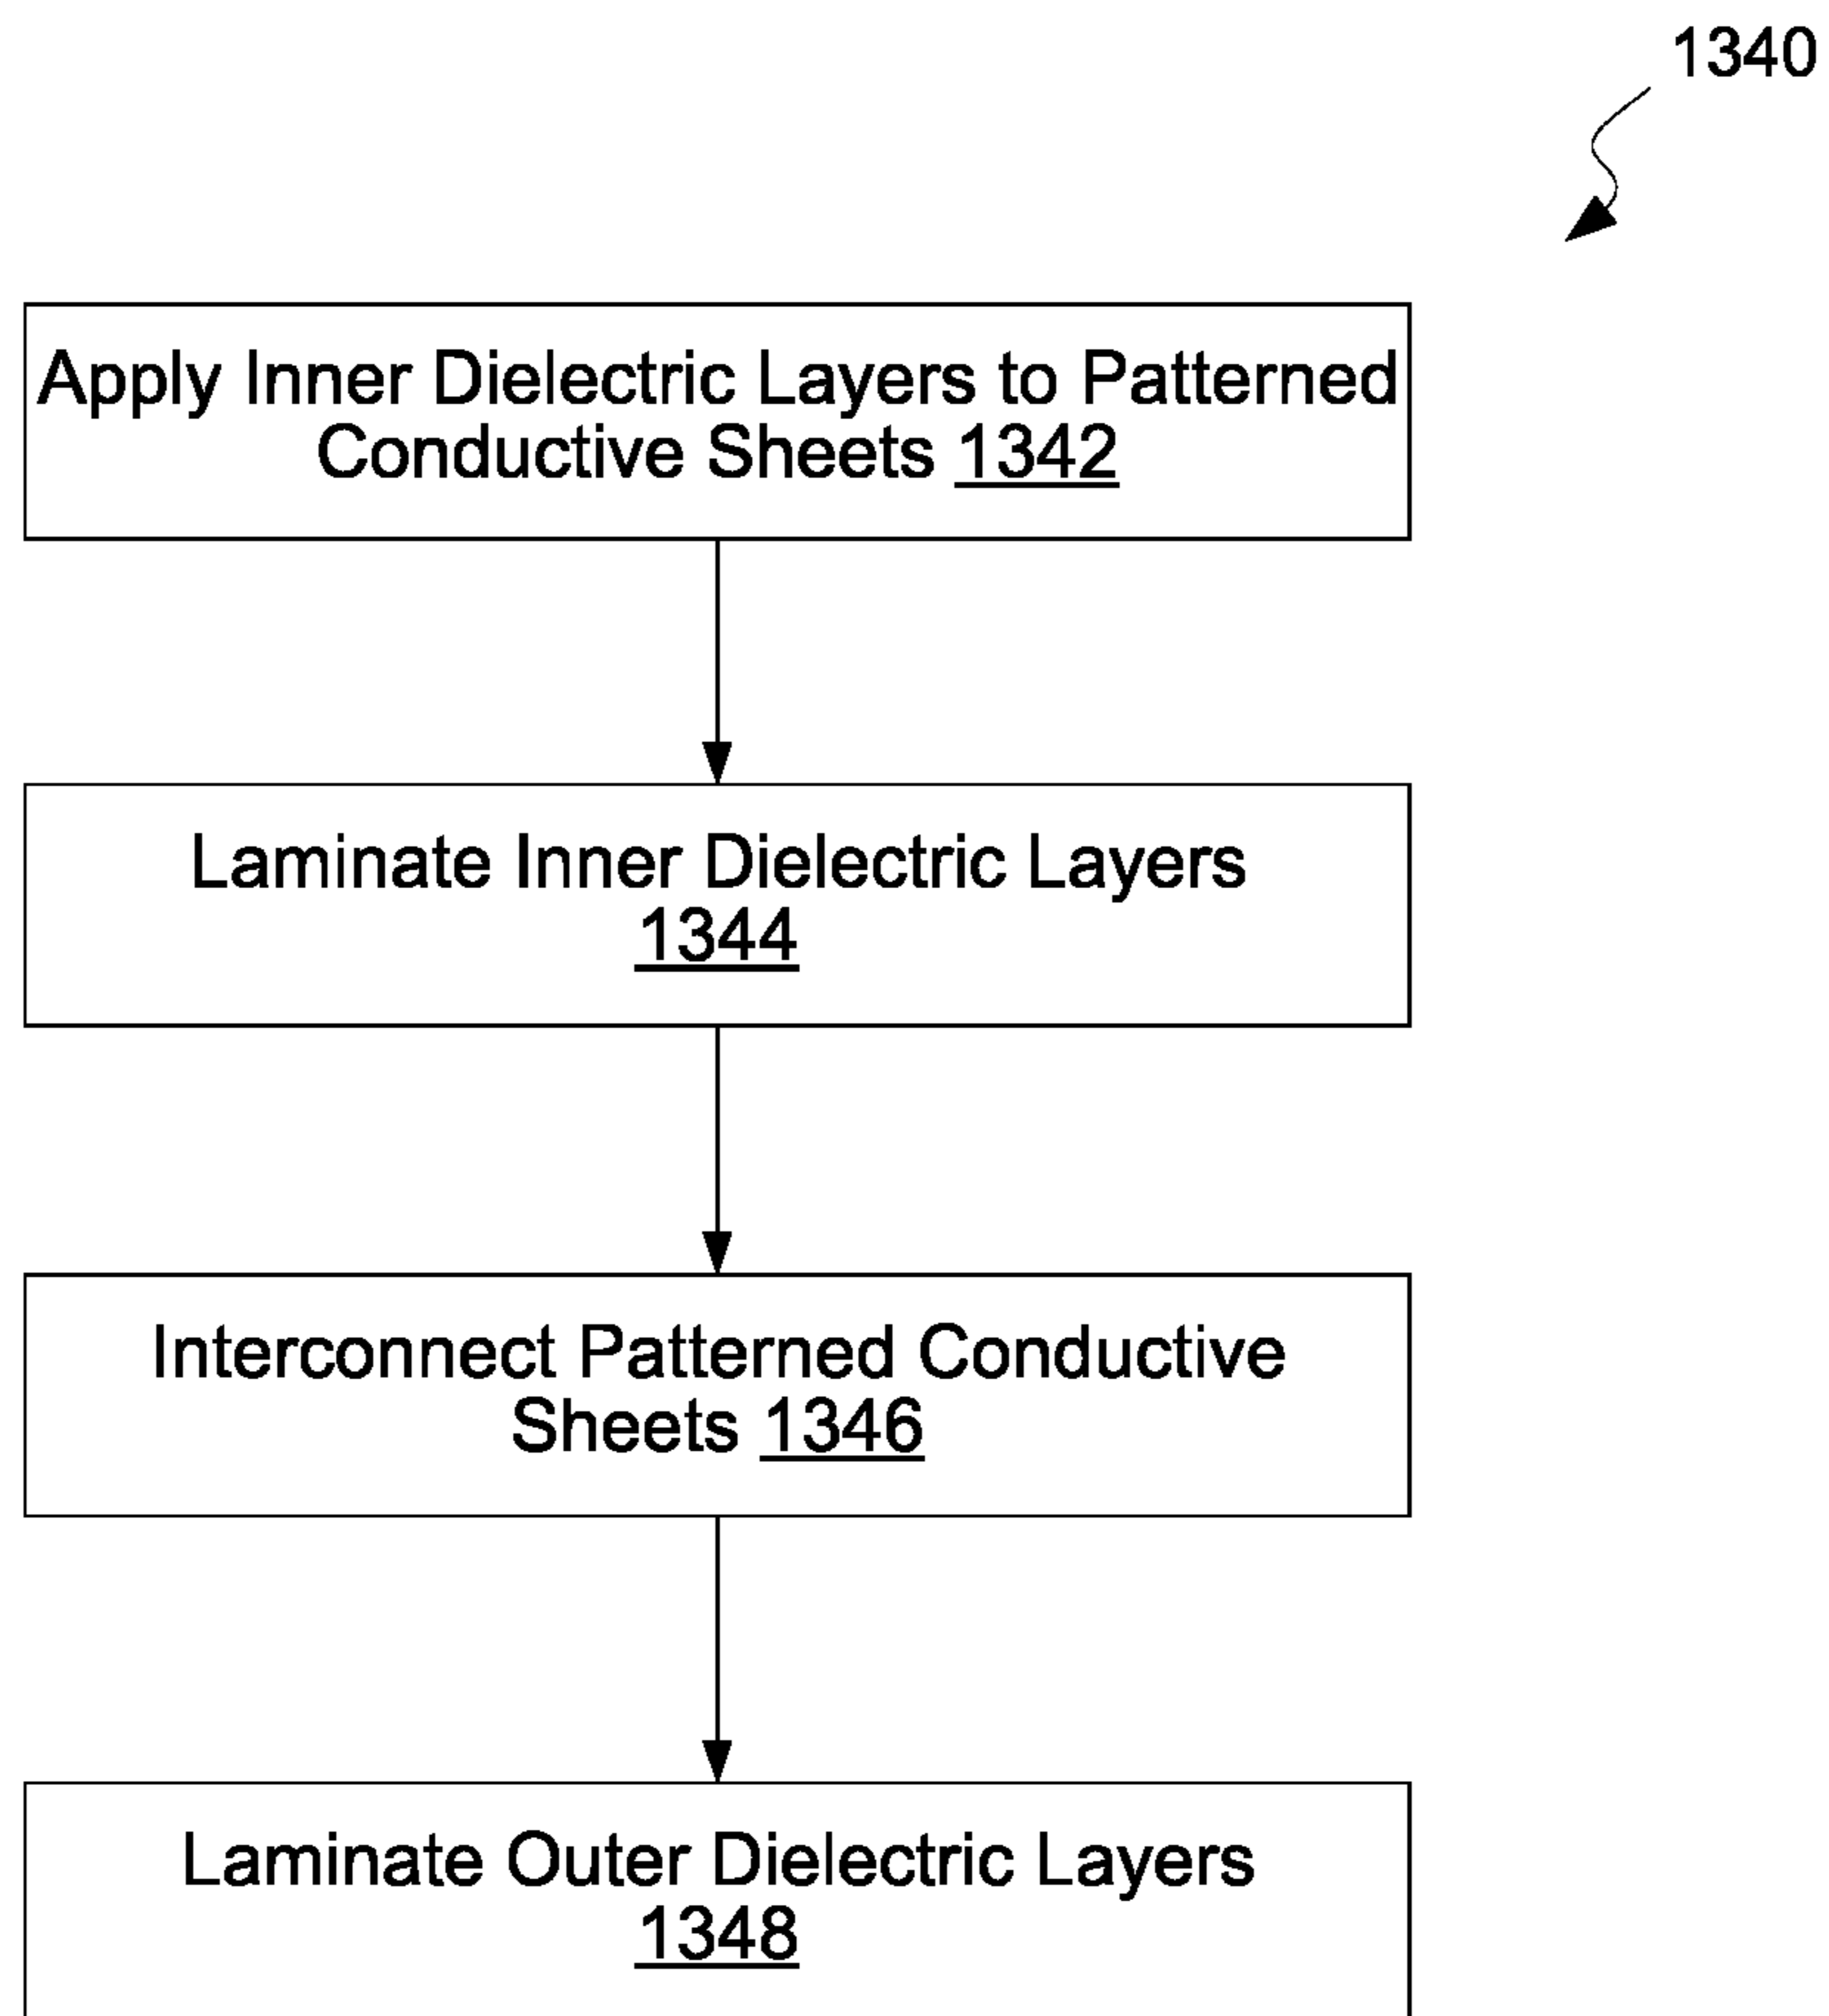 1340
Apply Inner Dielectric Layers to Patterned
Conductive Sheets 1342
Laminate Inner Dielectric Layers
1344
Interconnect Patterned Conductive
Sheets 1346
Laminate Outer Dielectric Layers
1348